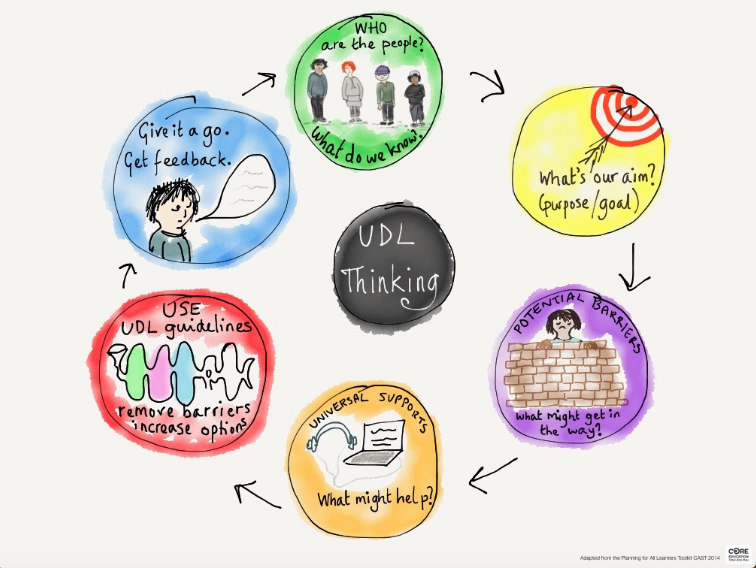 WHO
are the people?
What do we know?
What's our aim?
(purpose/goal)
POTENTIAL BARRIERS
What might get in
the way?
UNIVERSAL SUPPORTS
What might help?
USE
UDL guidelines
remove barriers
increase options
Give it a go.
Get feedback.
UDL
Thinking
Adapted from the Planning for All Learners Toolkit CAST 2014
CORE
EDUCATION